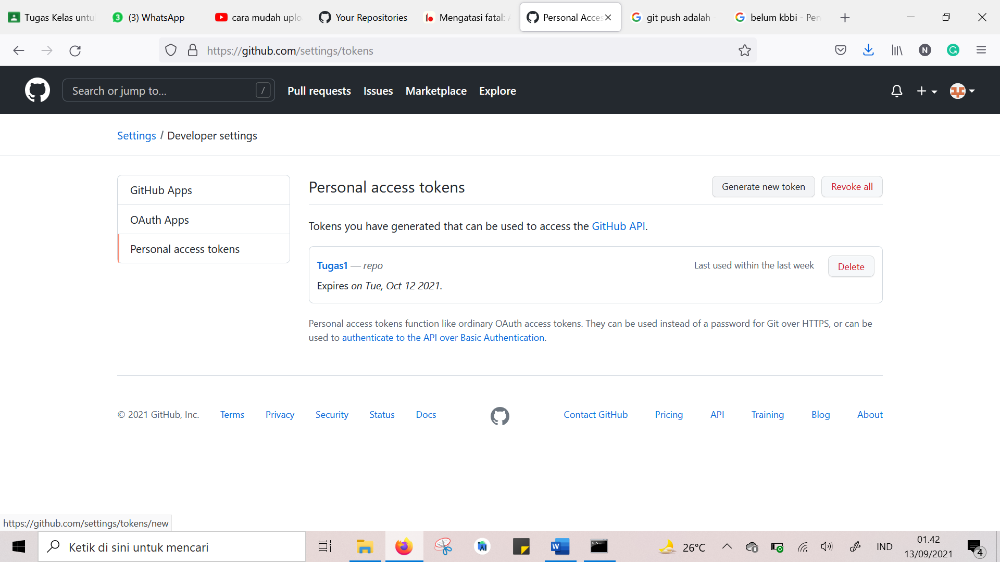 Tugas Kelas untu
(3) WhatsApp
cara mudah uplo
Your Repositories
Mengatasi fatal:
Personal Acces
git push adalah -
belum kbbi - Pen
https://github.com/settings/tokens
N
Search or jump to...
/
Pull requests
Issues
Marketplace
Explore
Settings / Developer settings
GitHub Apps
OAuth Apps
Personal access tokens
Personal access tokens
Generate new token
Revoke all
Tokens you have generated that can be used to access the GitHub API.
Tugas1 — repo
Last used within the last week
Delete
Expires on Tue, Oct 12 2021.
Personal access tokens function like ordinary OAuth access tokens. They can be used instead of a password for Git over HTTPS, or can be
used to authenticate to the API over Basic Authentication.
© 2021 GitHub, Inc.
Terms
Privacy
Security
Status
Docs
Contact GitHub
Pricing
API
Training
Blog
About
https://github.com/settings/tokens/new
Ketik di sini untuk mencari
26°C
IND
01.42
13/09/2021
4